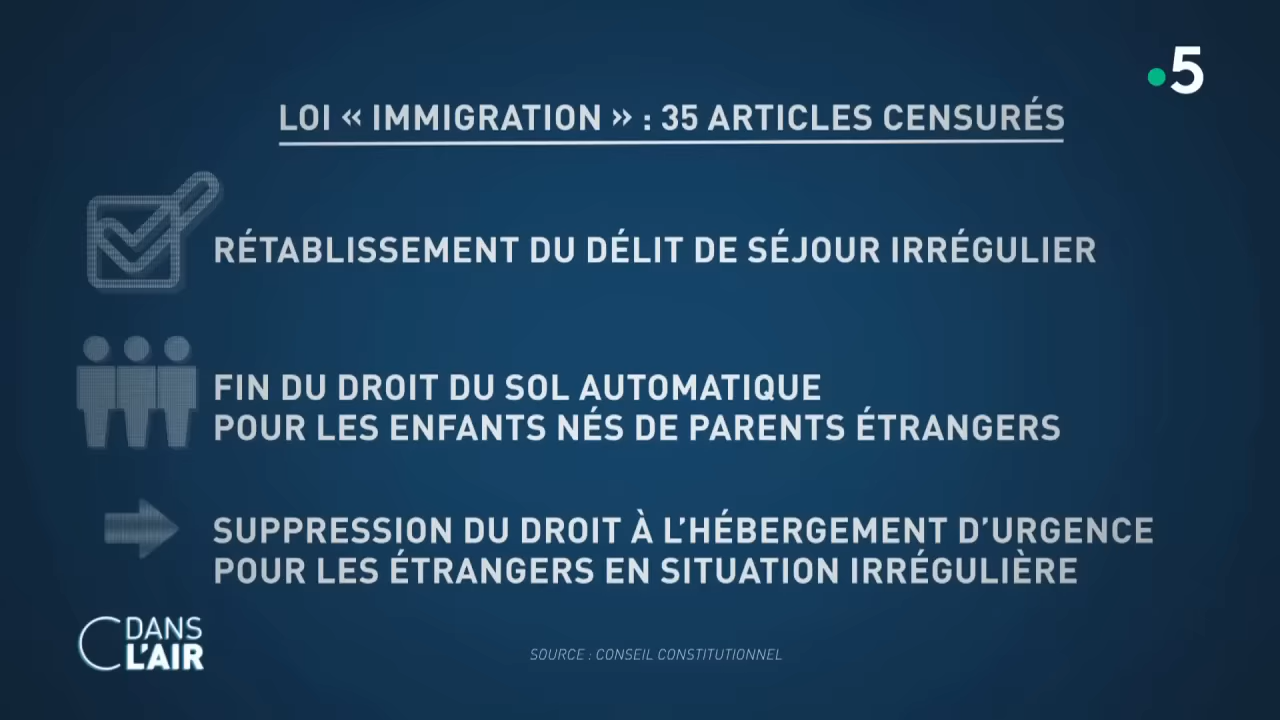 5
LOI « IMMIGRATION » : 35 ARTICLES CENSURÉS
RÉTABLISSEMENT DU DÉLIT DE SÉJOUR IRRÉGULIER
FIN DU DROIT DU SOL AUTOMATIQUE
POUR LES ENFANTS NÉS DE PARENTS ÉTRANGERS
SUPPRESSION DU DROIT À L'HÉBERGEMENT D'URGENCE
POUR LES ÉTRANGERS EN SITUATION IRRÉGULIÈRE
C DANS
L'AIR
SOURCE : CONSEIL CONSTITUTIONNEL